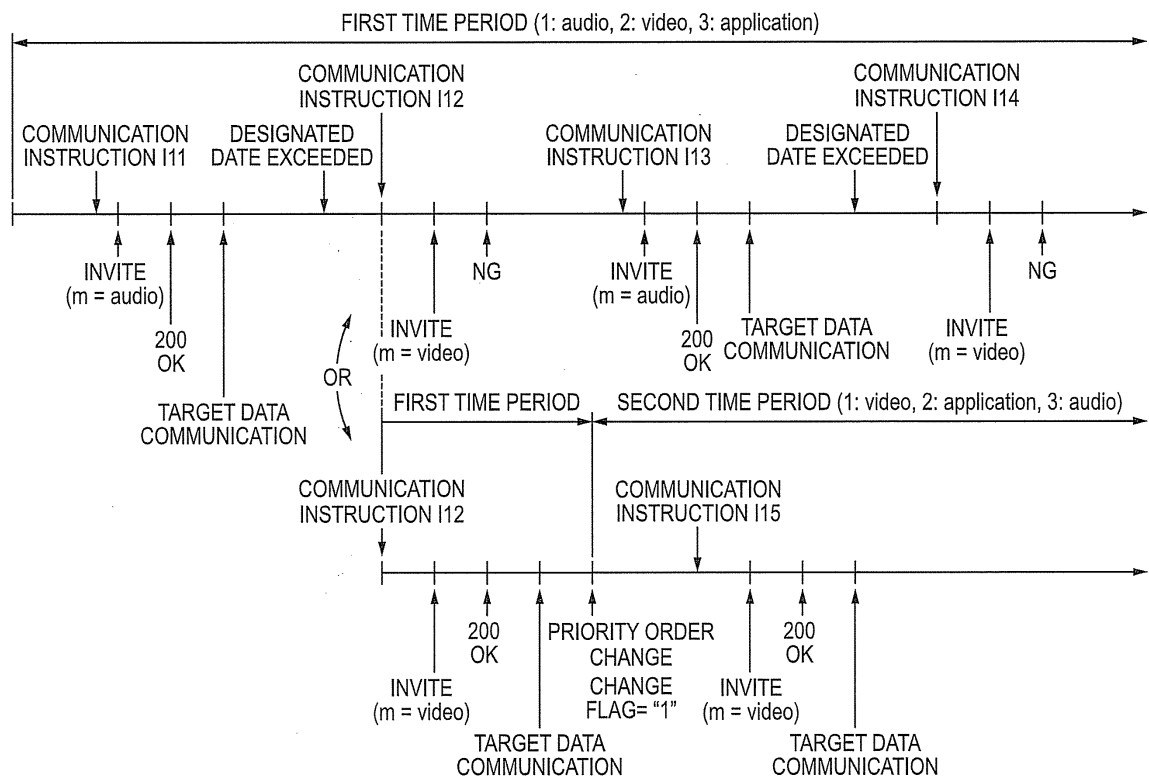 FIRST TIME PERIOD (1: audio, 2: video, 3: application)
COMMUNICATION
INSTRUCTION I12
COMMUNICATION
INSTRUCTION I14
COMMUNICATION
INSTRUCTION I11
DESIGNATED
DATE EXCEEDED
COMMUNICATION
INSTRUCTION I13
DESIGNATED
DATE EXCEEDED
INVITE
(m = audio)
200
OK
TARGET DATA
COMMUNICATION
INVITE
(m = video)
NG
INVITE
(m = audio)
200
OK
TARGET DATA
COMMUNICATION
INVITE
(m = video)
NG
OR
FIRST TIME PERIOD
SECOND TIME PERIOD (1: video, 2: application, 3: audio)
COMMUNICATION
INSTRUCTION I12
COMMUNICATION
INSTRUCTION I15
INVITE
(m = video)
200
OK
TARGET DATA
COMMUNICATION
PRIORITY ORDER
CHANGE
CHANGE
FLAG= “1”
INVITE
(m = video)
200
OK
TARGET DATA
COMMUNICATION